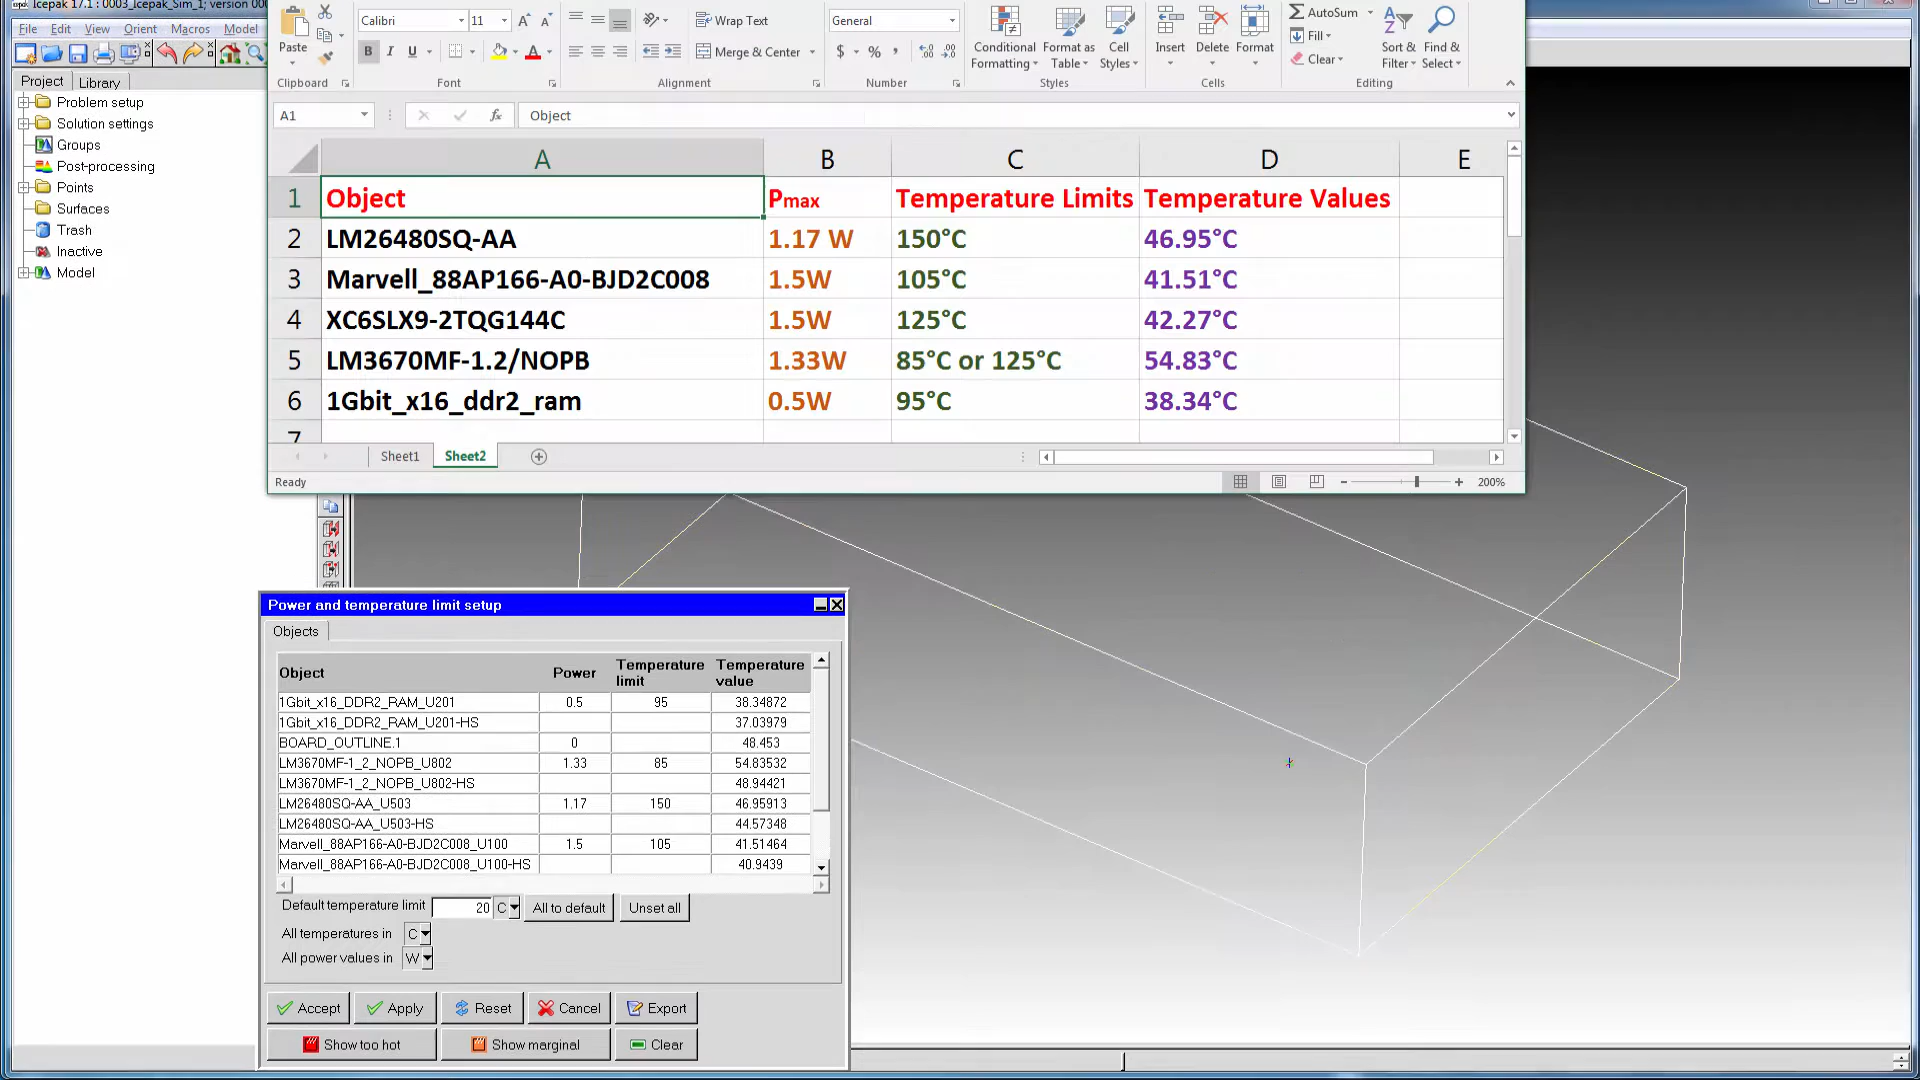 Icepak 17.1 : 0003_Icepak_Sim_1; version 000
File Edit View Orient Macros Model
Project Library
Problem setup
Solution settings
Groups
Post-processing
Points
Surfaces
Trash
Inactive
Model
Paste
Calibri 11
B I U
Wrap Text
Merge & Center
General
$ % ,
Conditional Formatting
Format as Table
Cell Styles
Insert
Delete
Format
AutoSum
Fill
Clear
Sort & Filter
Find & Select
Clipboard Font Alignment Number Styles Cells Editing
A1 fx Object
A B C D E
1 Object Pmax Temperature Limits Temperature Values
2 LM26480SQ-AA 1.17 W 150°C 46.95°C
3 Marvell_88AP166-A0-BJD2C008 1.5W 105°C 41.51°C
4 XC6SLX9-2TQG144C 1.5W 125°C 42.27°C
5 LM3670MF-1.2/NOPB 1.33W 85°C or 125°C 54.83°C
6 1Gbit_x16_ddr2_ram 0.5W 95°C 38.34°C
7
Sheet1 Sheet2
Ready 200%
Power and temperature limit setup
Objects
Object Power Temperature limit Temperature value
1Gbit_x16_DDR2_RAM_U201 0.5 95 38.34872
1Gbit_x16_DDR2_RAM_U201-HS 37.03979
BOARD_OUTLINE.1 0 48.453
LM3670MF-1_2_NOPB_U802 1.33 85 54.83532
LM3670MF-1_2_NOPB_U802-HS 48.94421
LM26480SQ-AA_U503 1.17 150 46.95913
LM26480SQ-AA_U503-HS 44.57348
Marvell_88AP166-A0-BJD2C008_U100 1.5 105 41.51464
Marvell_88AP166-A0-BJD2C008_U100-HS 40.9439
Default temperature limit 20 C All to default Unset all
All temperatures in C
All power values in W
Accept Apply Reset Cancel Export
Show too hot Show marginal Clear